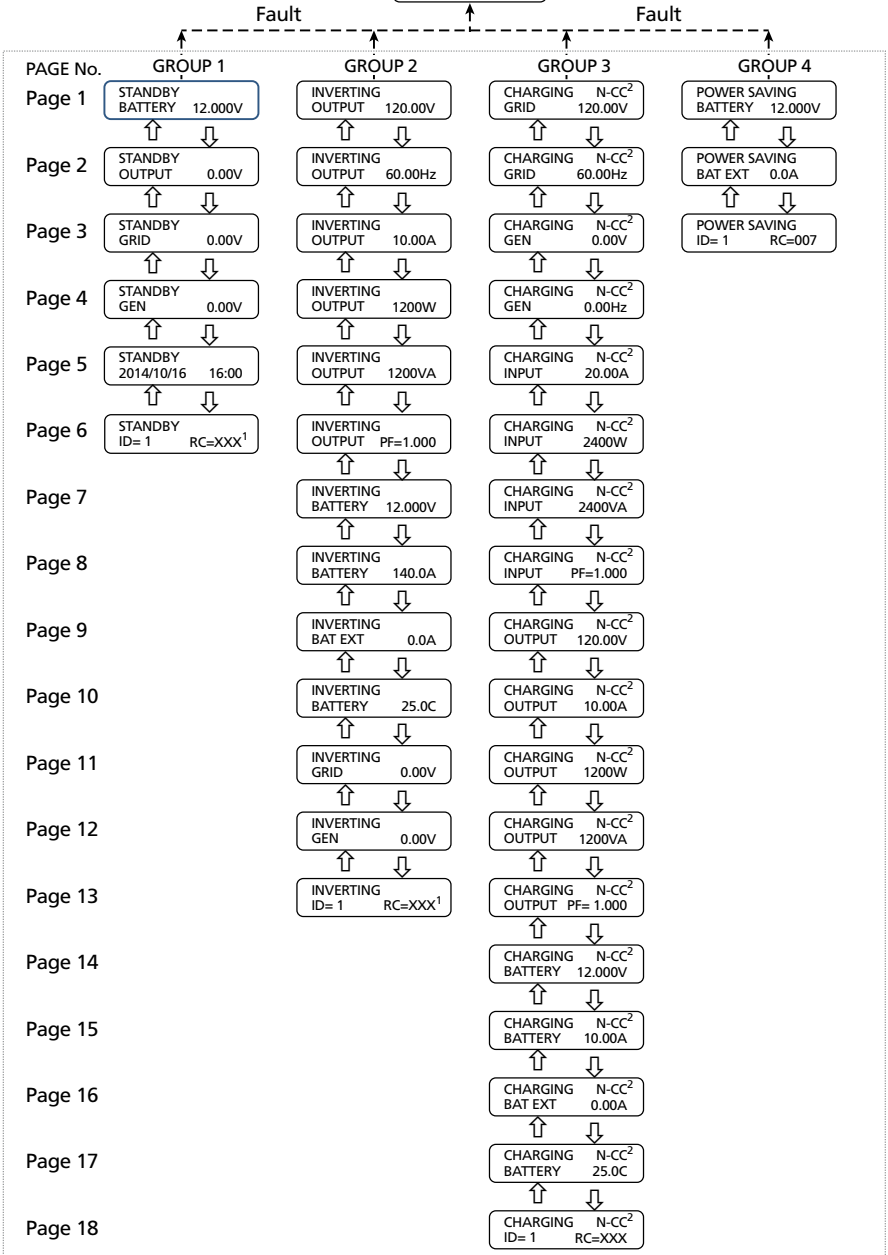 Fault Fault
PAGE No. GROUP 1 GROUP 2 GROUP 3 GROUP 4
Page 1
STANDBY
BATTERY 12.000V
INVERTING
OUTPUT 120.00V
CHARGING N-CC²
GRID 120.00V
POWER SAVING
BATTERY 12.000V
Page 2
STANDBY
OUTPUT 0.00V
INVERTING
OUTPUT 60.00Hz
CHARGING N-CC²
GRID 60.00Hz
POWER SAVING
BAT EXT 0.0A
Page 3
STANDBY
GRID 0.00V
INVERTING
OUTPUT 10.00A
CHARGING N-CC²
GEN 0.00V
POWER SAVING
ID= 1 RC=007
Page 4
STANDBY
GEN 0.00V
INVERTING
OUTPUT 1200W
CHARGING N-CC²
GEN 0.00Hz
Page 5
STANDBY
2014/10/16 16:00
INVERTING
OUTPUT 1200VA
CHARGING N-CC²
INPUT 20.00A
Page 6
STANDBY
ID= 1 RC=XXX¹
INVERTING
OUTPUT PF=1.000
CHARGING N-CC²
INPUT 2400W
Page 7
INVERTING
BATTERY 12.000V
CHARGING N-CC²
INPUT 2400VA
Page 8
INVERTING
BATTERY 140.0A
CHARGING N-CC²
INPUT PF=1.000
Page 9
INVERTING
BAT EXT 0.0A
CHARGING N-CC²
OUTPUT 120.00V
Page 10
INVERTING
BATTERY 25.0C
CHARGING N-CC²
OUTPUT 10.00A
Page 11
INVERTING
GRID 0.00V
CHARGING N-CC²
OUTPUT 1200W
Page 12
INVERTING
GEN 0.00V
CHARGING N-CC²
OUTPUT 1200VA
Page 13
INVERTING
ID= 1 RC=XXX¹
CHARGING N-CC²
OUTPUT PF= 1.000
Page 14
CHARGING N-CC²
BATTERY 12.000V
Page 15
CHARGING N-CC²
BATTERY 10.00A
Page 16
CHARGING N-CC²
BAT EXT 0.00A
Page 17
CHARGING N-CC²
BATTERY 25.0C
Page 18
CHARGING N-CC²
ID= 1 RC=XXX